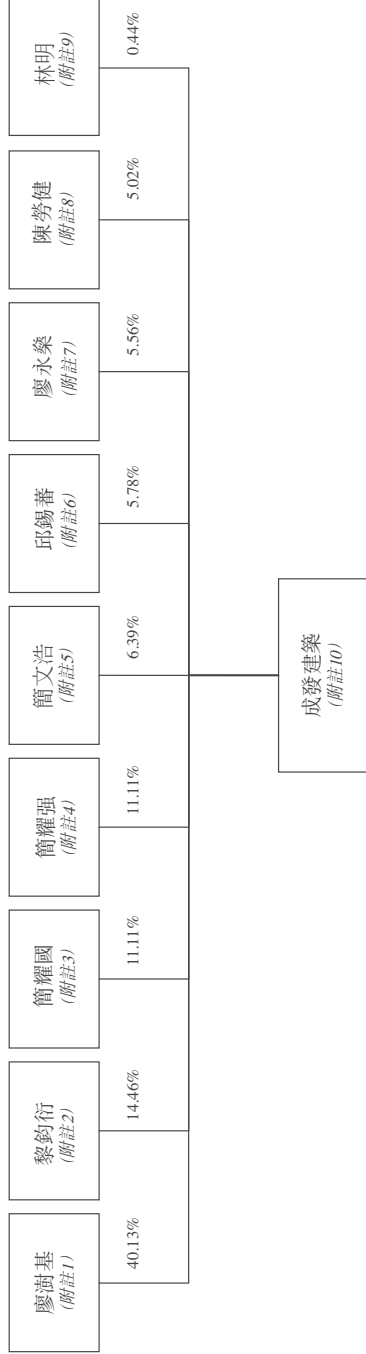 廖澍基
(附註1)
黎鈞衍
(附註2)
簡耀國
(附註3)
簡耀强
(附註4)
簡文浩
(附註5)
邱錫蕃
(附註6)
廖永燊
(附註7)
陳勞健
(附註8)
林明
(附註9)
40.13%
14.46%
11.11%
11.11%
6.39%
5.78%
5.56%
5.02%
0.44%
成發建築
(附註10)